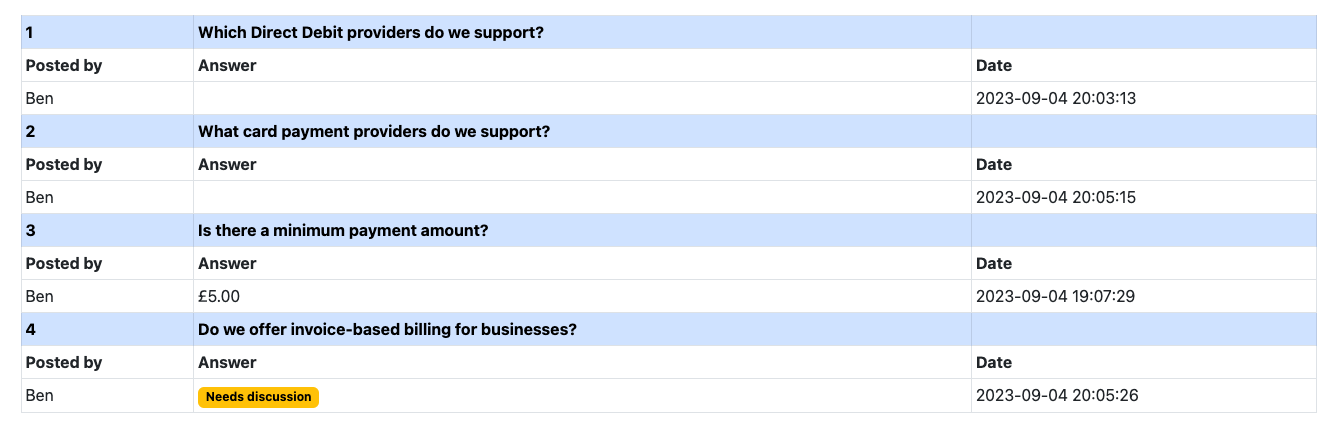 1 Which Direct Debit providers do we support?
Posted by Answer Date
Ben 2023-09-04 20:03:13
2 What card payment providers do we support?
Posted by Answer Date
Ben 2023-09-04 20:05:15
3 Is there a minimum payment amount?
Posted by Answer Date
Ben £5.00 2023-09-04 19:07:29
4 Do we offer invoice-based billing for businesses?
Posted by Answer Date
Ben Needs discussion 2023-09-04 20:05:26